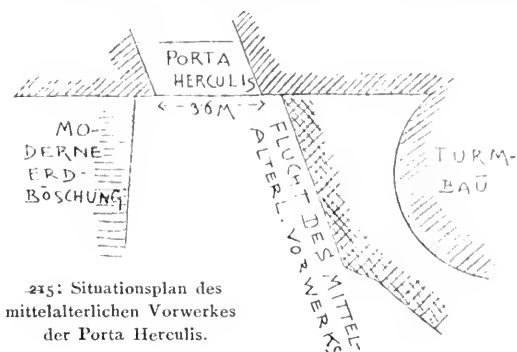 PORTA
HERCULIS
3.6 M
MO-
DERNE
ERD-
BÖSCHUNG
FLUCHT DES MITTEL-
ALTERL. VORWERKS
TURM-
BAU
215: Situationsplan des
mittelalterlichen Vorwerkes
der Porta Herculis.